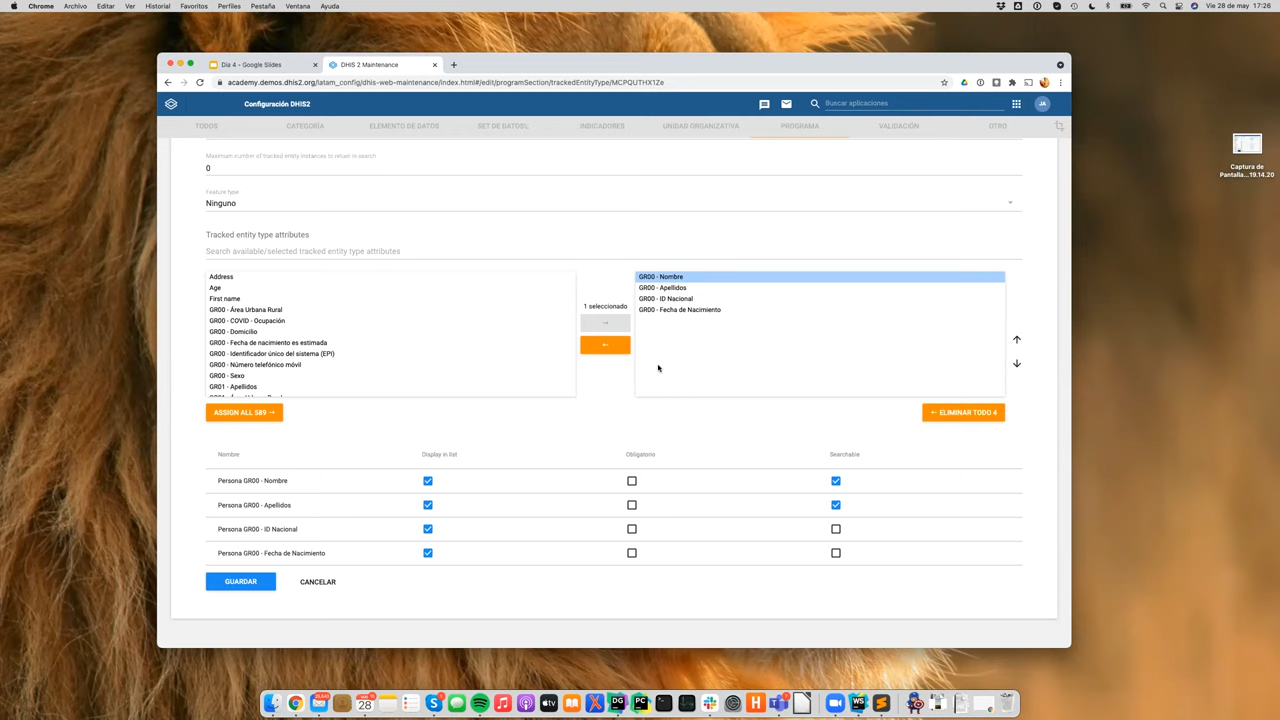 Chrome Archivo Editar Ver Historial Favoritos Perfiles Pestaña Ventana Ayuda
Vie 28 de may 17:26
Día 4 - Google Slides
DHIS 2 Maintenance
academy.demos.dhis2.org/latam_config/dhis-web-maintenance/index.html#/edit/programSection/trackedEntityType/MCPQUTHX1Ze
Configuración DHIS2
Buscar aplicaciones
JA
TODOS CATEGORÍA ELEMENTO DE DATOS SET DE DATOS\ INDICADORES UNIDAD ORGANIZATIVA PROGRAMA VALIDACIÓN OTRO
Maximum number of tracked entity instances to return in search
0
Feature type
Ninguno
Tracked entity type attributes
Search available/selected tracked entity type attributes
Address
Age
First name
GR00 - Área Urbana Rural
GR00 - COVID - Ocupación
GR00 - Domicilio
GR00 - Fecha de nacimiento es estimada
GR00 - Identificador único del sistema (EPI)
GR00 - Número telefónico móvil
GR00 - Sexo
GR01 - Apellidos
1 seleccionado
→
←
GR00 - Nombre
GR00 - Apellidos
GR00 - ID Nacional
GR00 - Fecha de Nacimiento
ASSIGN ALL 589 →
← ELIMINAR TODO 4
Nombre Display in list Obligatorio Searchable
Persona GR00 - Nombre
Persona GR00 - Apellidos
Persona GR00 - ID Nacional
Persona GR00 - Fecha de Nacimiento
GUARDAR CANCELAR
Captura de
Pantalla...19.14.20
28
DG
PC
H
WS